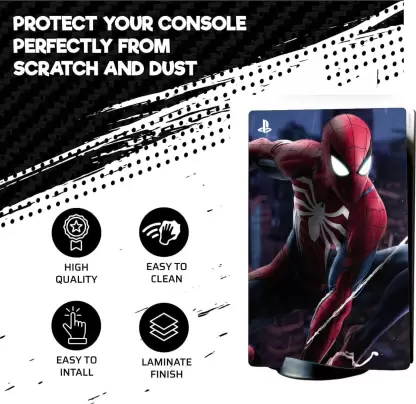 PROTECT YOUR CONSOLE
PERFECTLY FROM
SCRATCH AND DUST
HIGH
QUALITY
EASY TO
CLEAN
EASY TO
INTALL
LAMINATE
FINISH